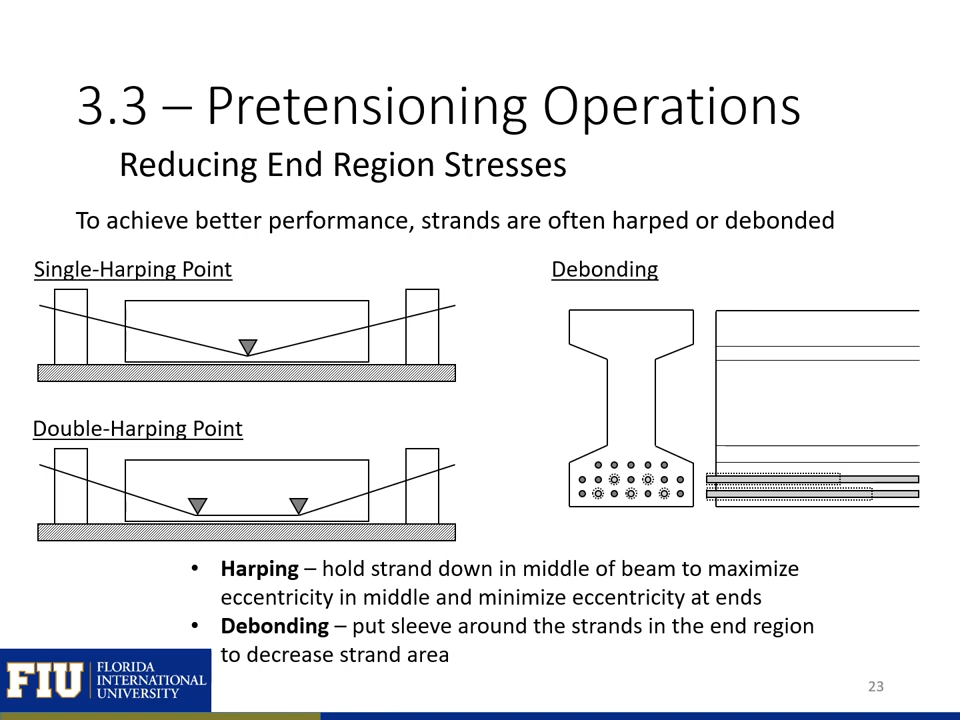 3.3 – Pretensioning Operations
Reducing End Region Stresses
To achieve better performance, strands are often harped or debonded
Single-Harping Point
Debonding
Double-Harping Point
• Harping – hold strand down in middle of beam to maximize
eccentricity in middle and minimize eccentricity at ends
• Debonding – put sleeve around the strands in the end region
to decrease strand area
FIU
FLORIDA
INTERNATIONAL
UNIVERSITY
23